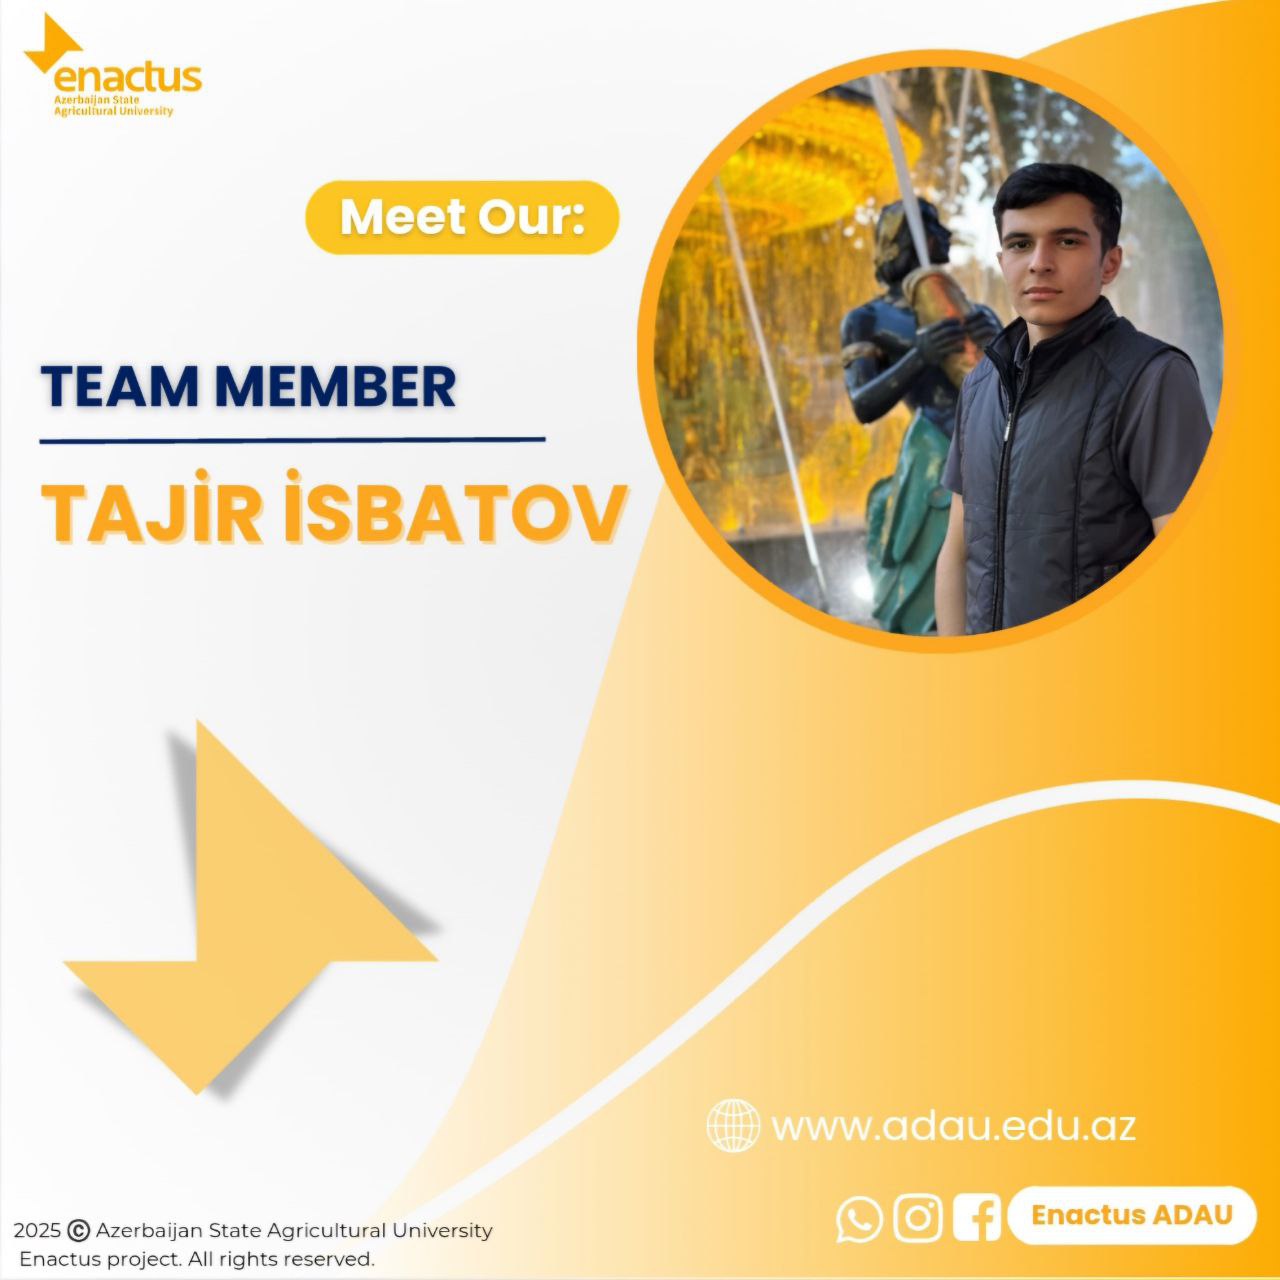 enactus
Azerbaijan State
Agricultural University
Meet Our:
TEAM MEMBER
TAJİR İSBATOV
www.adau.edu.az
Enactus ADAU
2025 © Azerbaijan State Agricultural University
Enactus project. All rights reserved.